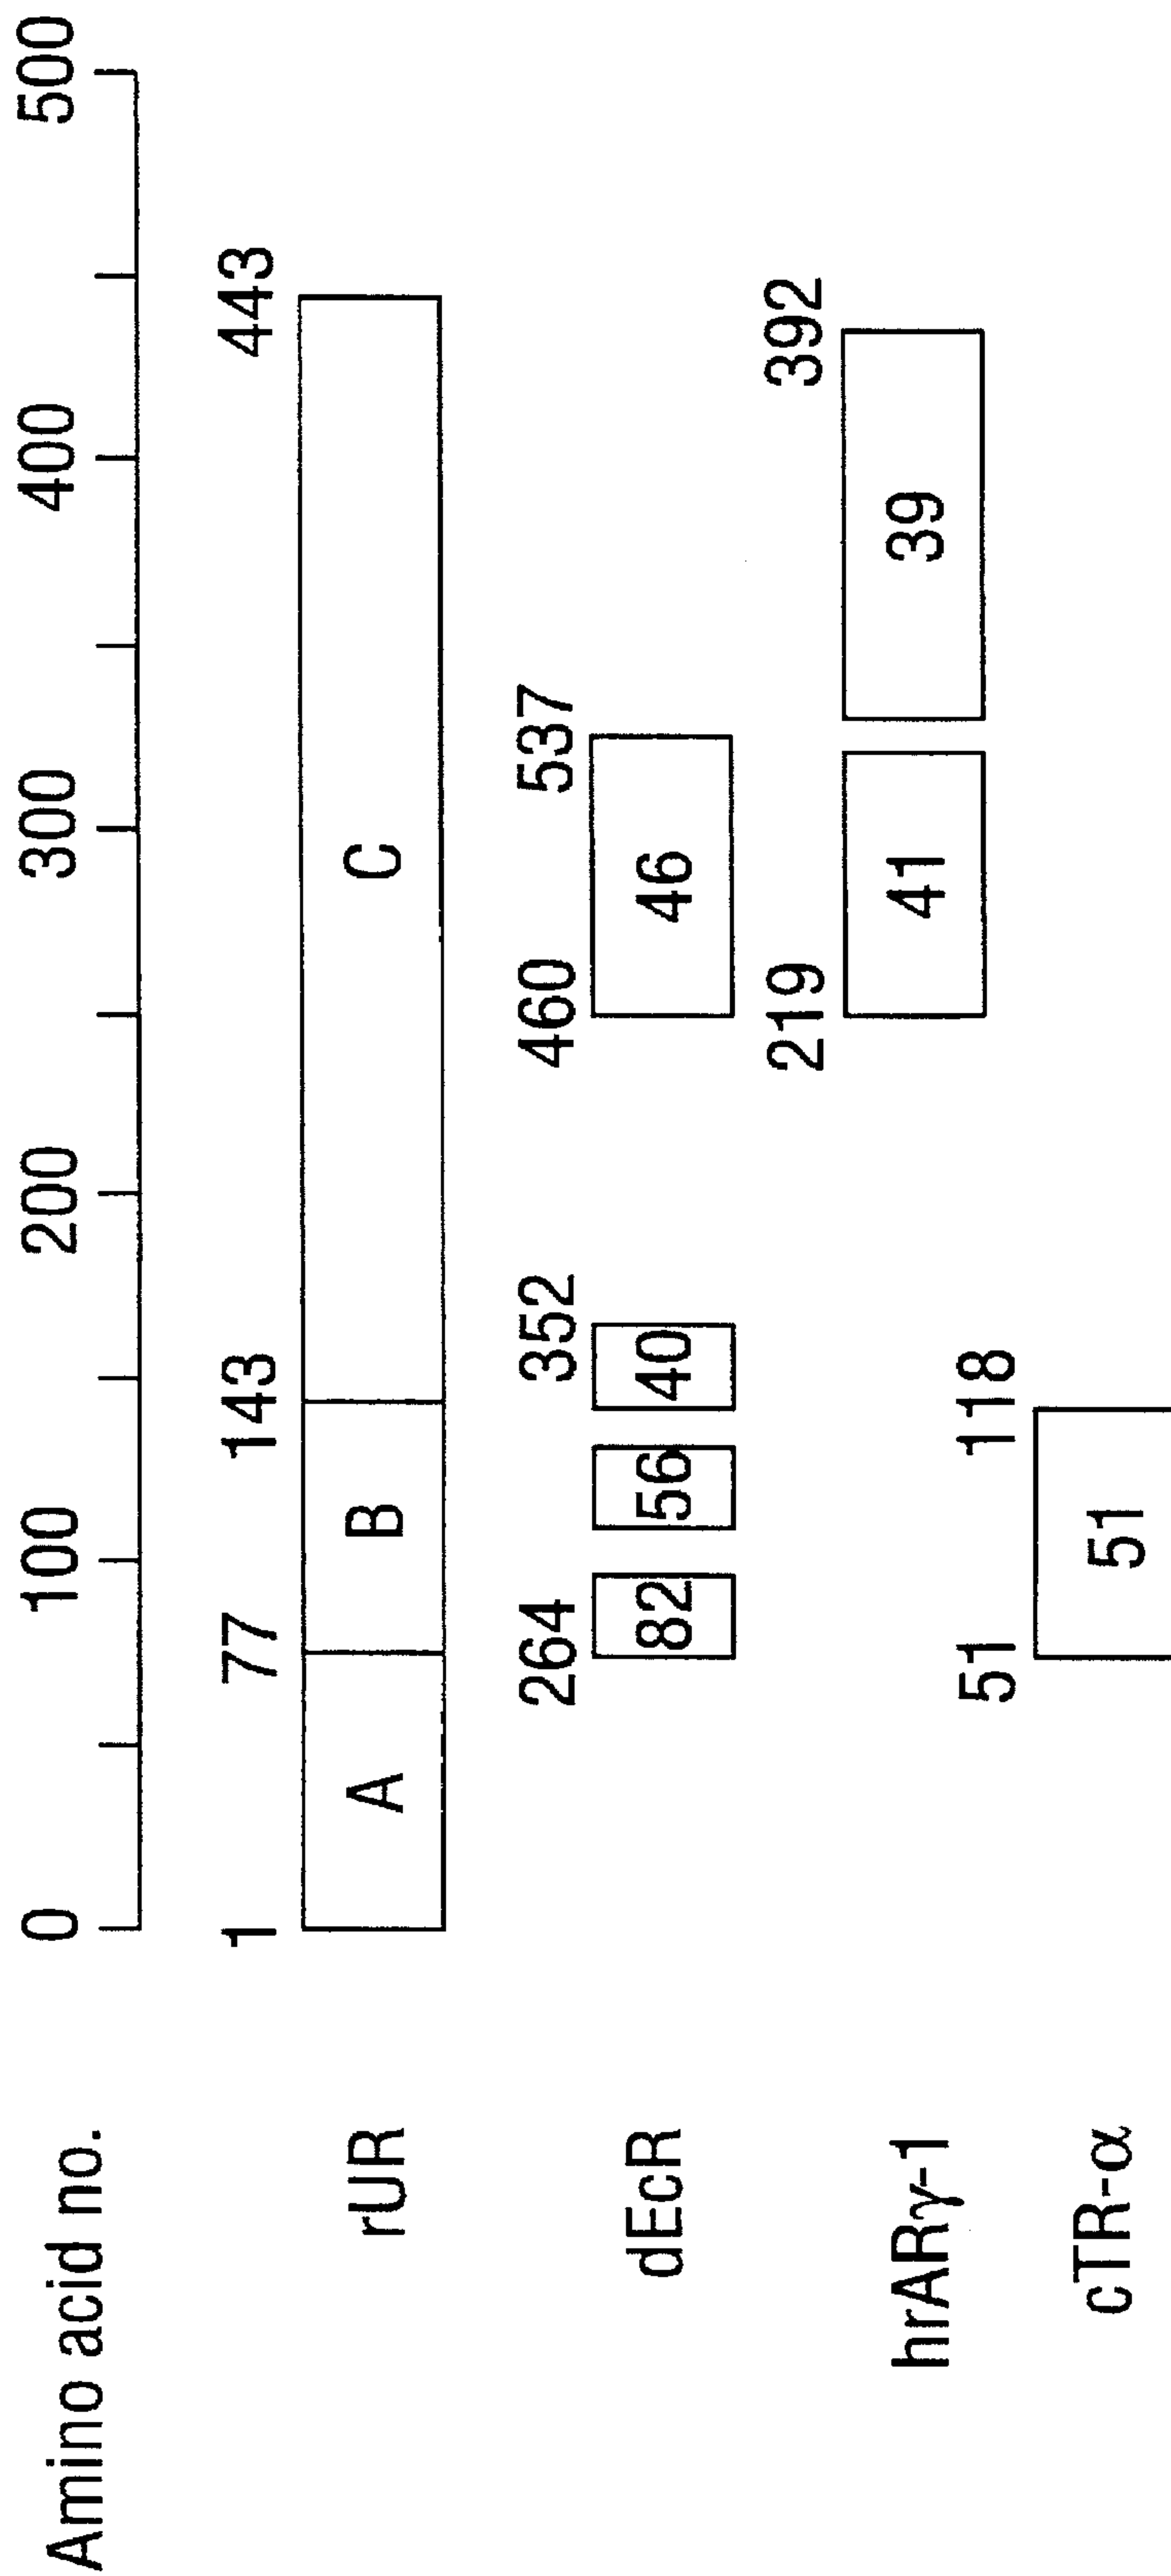 Amino acid no. 0 100 200 300 400 500
1 77 143 443
rUR A B C
264 352 460 537
dEcR 82 56 40 46
219 392
hrARγ-1 41 39
51 118
cTR-α 51